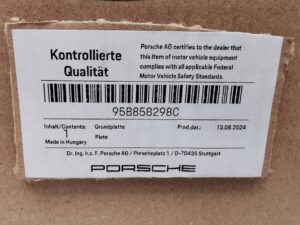 Kontrollierte
Qualität
Porsche AG certifies to the dealer that
this item of motor vehicle equipment
complies with all applicable Federal
Motor Vehicle Safety Standards.
95B858298C
Inhalt/Contents: Grundplatte Prod.dat.: 13.08.2024
1 Plate
Made in Hungary
Dr. ing. h.c. F. Porsche AG / Porscheplatz 1 / D-70435 Stuttgart
PORSCHE